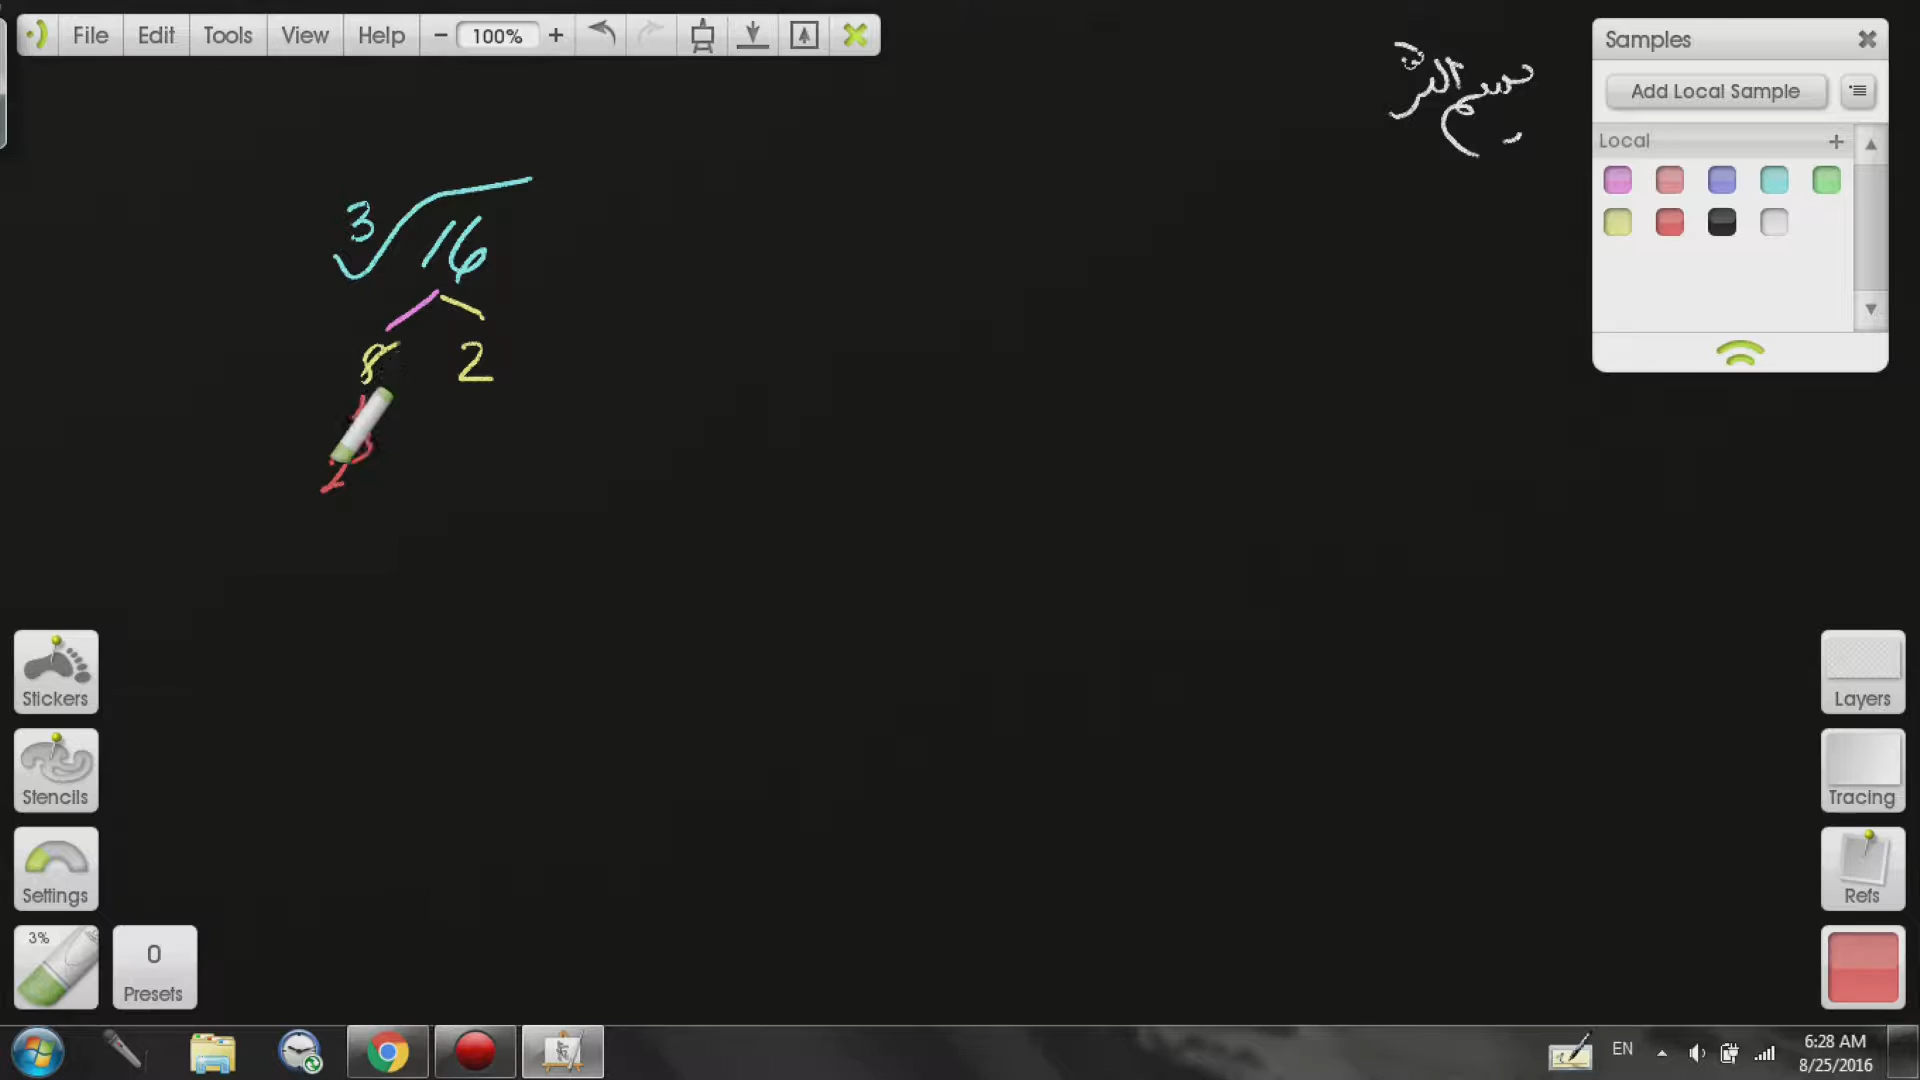 File Edit Tools View Help − 100% +
بسم الله
Samples
Add Local Sample
Local +
3√16
8 2
Stickers
Stencils
Settings
3%
0
Presets
Layers
Tracing
Refs
EN
6:28 AM
8/25/2016